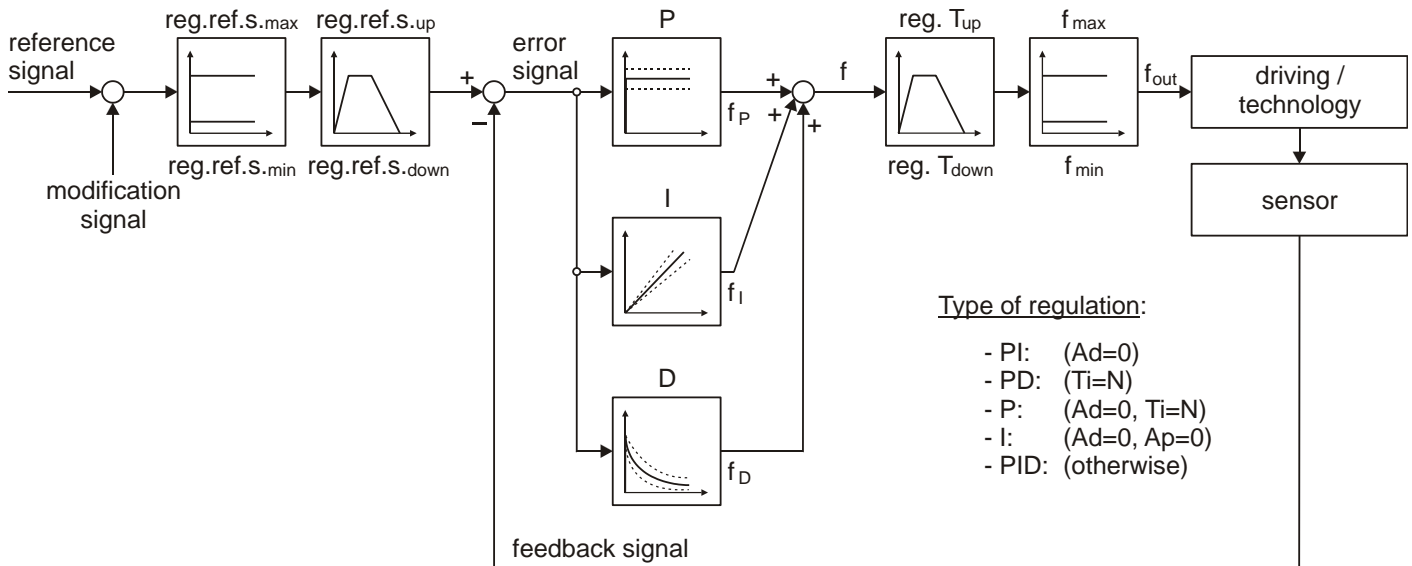 reference
signal
modification
signal
reg.ref.s.max
reg.ref.s.min
reg.ref.s.up
reg.ref.s.down
+
−
error
signal
P
fP
I
fI
D
fD
+
+
+
f
reg. Tup
reg. Tdown
fmax
fmin
fout
driving /
technology
sensor
Type of regulation:
- PI: (Ad=0)
- PD: (Ti=N)
- P: (Ad=0, Ti=N)
- I: (Ad=0, Ap=0)
- PID: (otherwise)
feedback signal